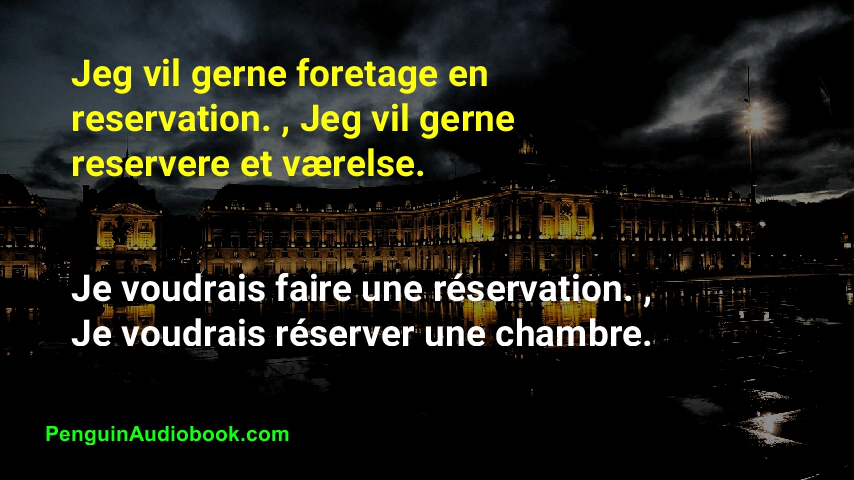 Jeg vil gerne foretage en
reservation. , Jeg vil gerne
reservere et værelse.
Je voudrais faire une réservation. ,
Je voudrais réserver une chambre.
PenguinAudiobook.com